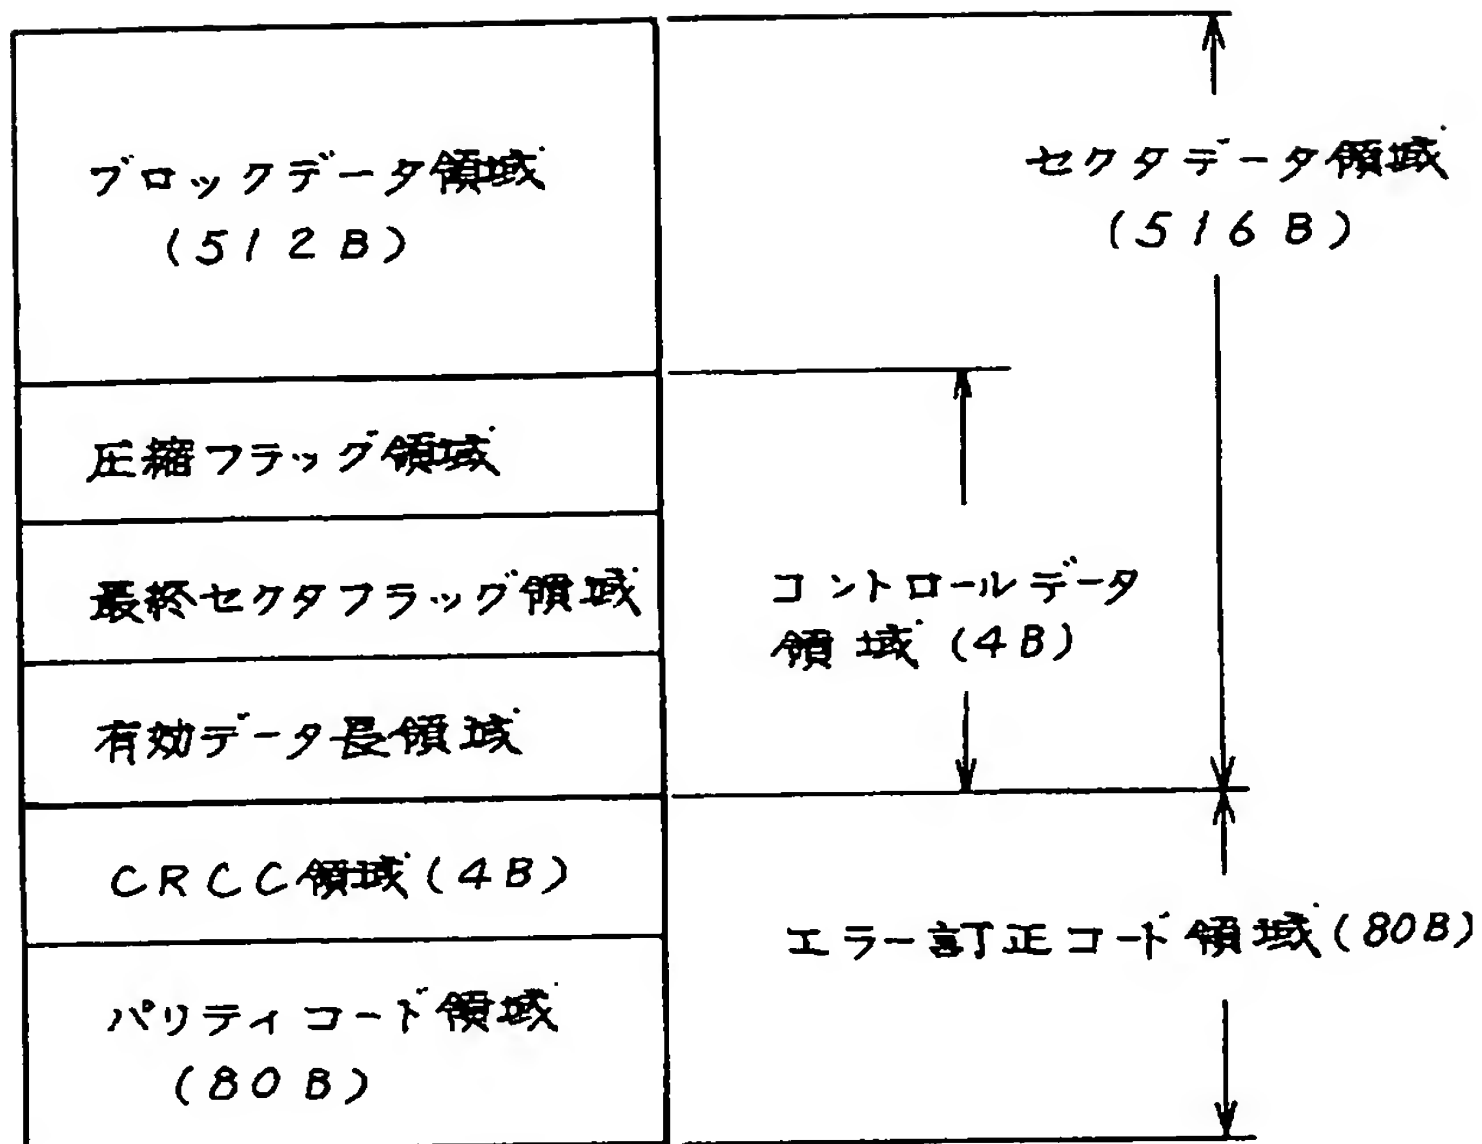 ブロックデータ領域
(512B)
セクタデータ領域
(516B)
圧縮フラッグ領域
最終セクタフラッグ領域
コントロールデータ
領域(4B)
有効データ長領域
CRCC領域(4B)
エラー訂正コード領域(80B)
パリティコード領域
(80B)